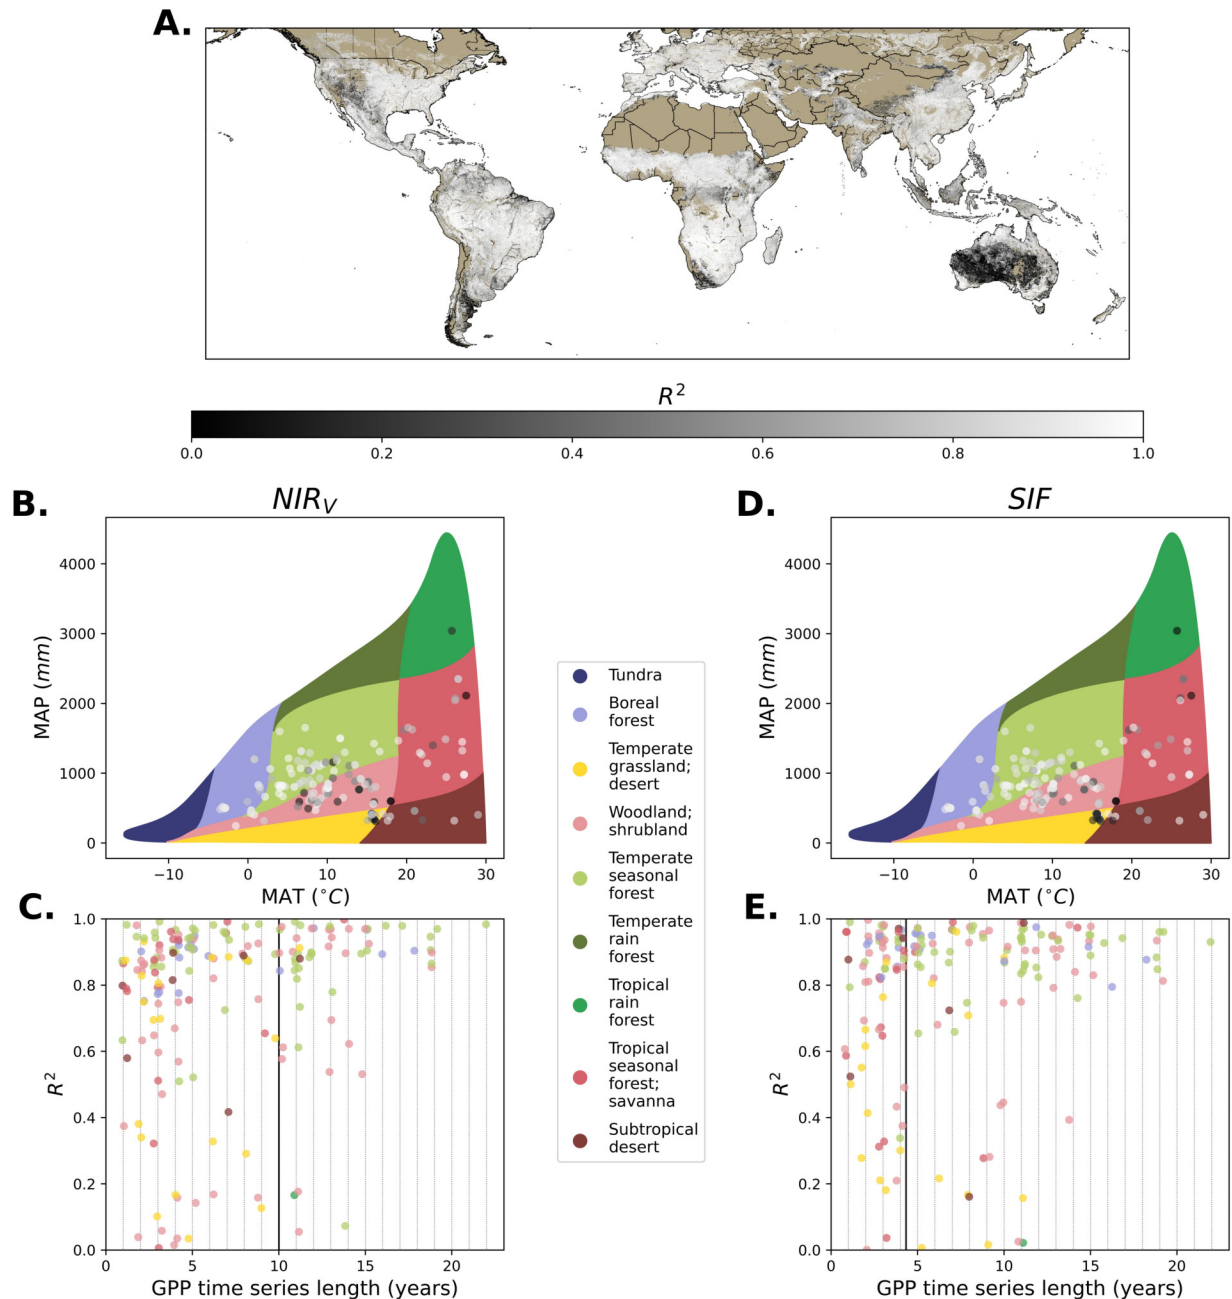 A.
R²
0.0 0.2 0.4 0.6 0.8 1.0
B.
NIR_V
D.
SIF
MAP (mm)
4000
3000
2000
1000
0
−10 0 10 20 30
MAT (°C)
Tundra
Boreal
forest
Temperate
grassland;
desert
Woodland;
shrubland
Temperate
seasonal
forest
Temperate
rain
forest
Tropical
rain
forest
Tropical
seasonal
forest;
savanna
Subtropical
desert
MAP (mm)
4000
3000
2000
1000
0
−10 0 10 20 30
MAT (°C)
C.
R²
1.0
0.8
0.6
0.4
0.2
0.0
0 5 10 15 20
GPP time series length (years)
E.
R²
1.0
0.8
0.6
0.4
0.2
0.0
0 5 10 15 20
GPP time series length (years)